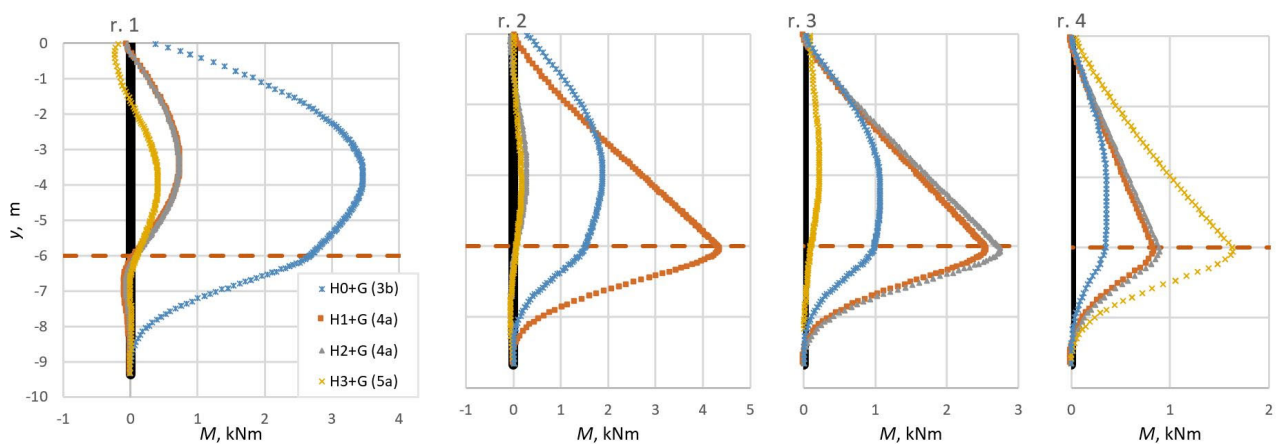 r. 1
r. 2
r. 3
r. 4
0
-1
-2
-3
-4
-5
-6
-7
-8
-9
-10
y, m
H0+G (3b)
H1+G (4a)
H2+G (4a)
H3+G (5a)
-1 0 1 2 3 4
-1 0 1 2 3 4 5
0 1 2 3
0 1 2
M, kNm
M, kNm
M, kNm
M, kNm